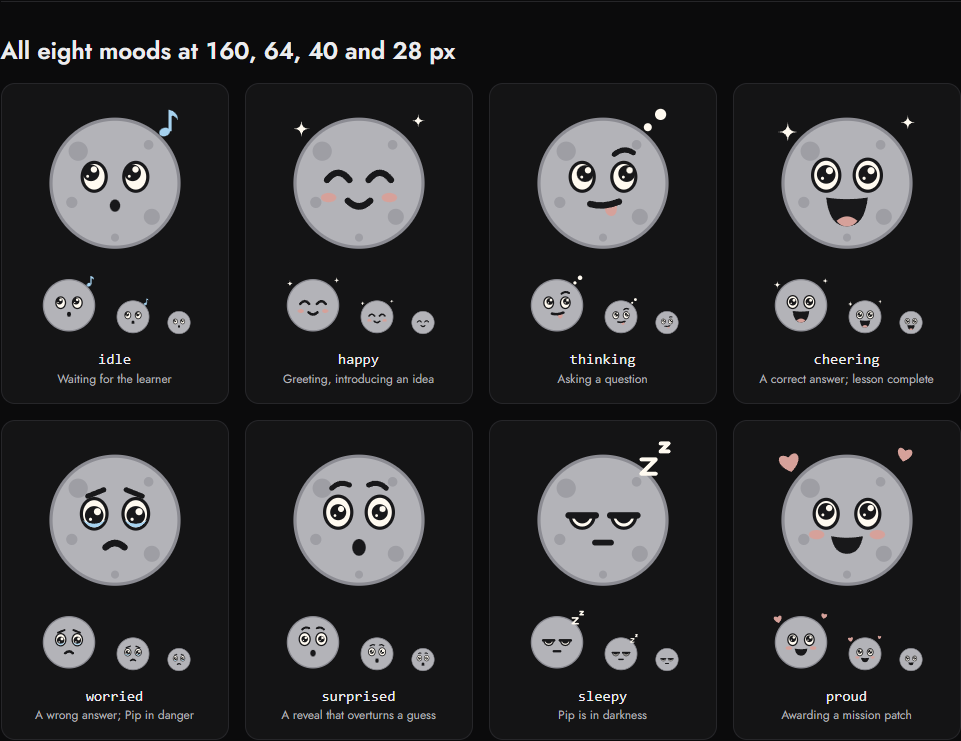 All eight moods at 160, 64, 40 and 28 px
idle
Waiting for the learner
happy
Greeting, introducing an idea
thinking
Asking a question
cheering
A correct answer; lesson complete
z
Z
worried
A wrong answer; Pip in danger
surprised
A reveal that overturns a guess
z
z
z
z
sleepy
Pip is in darkness
proud
Awarding a mission patch